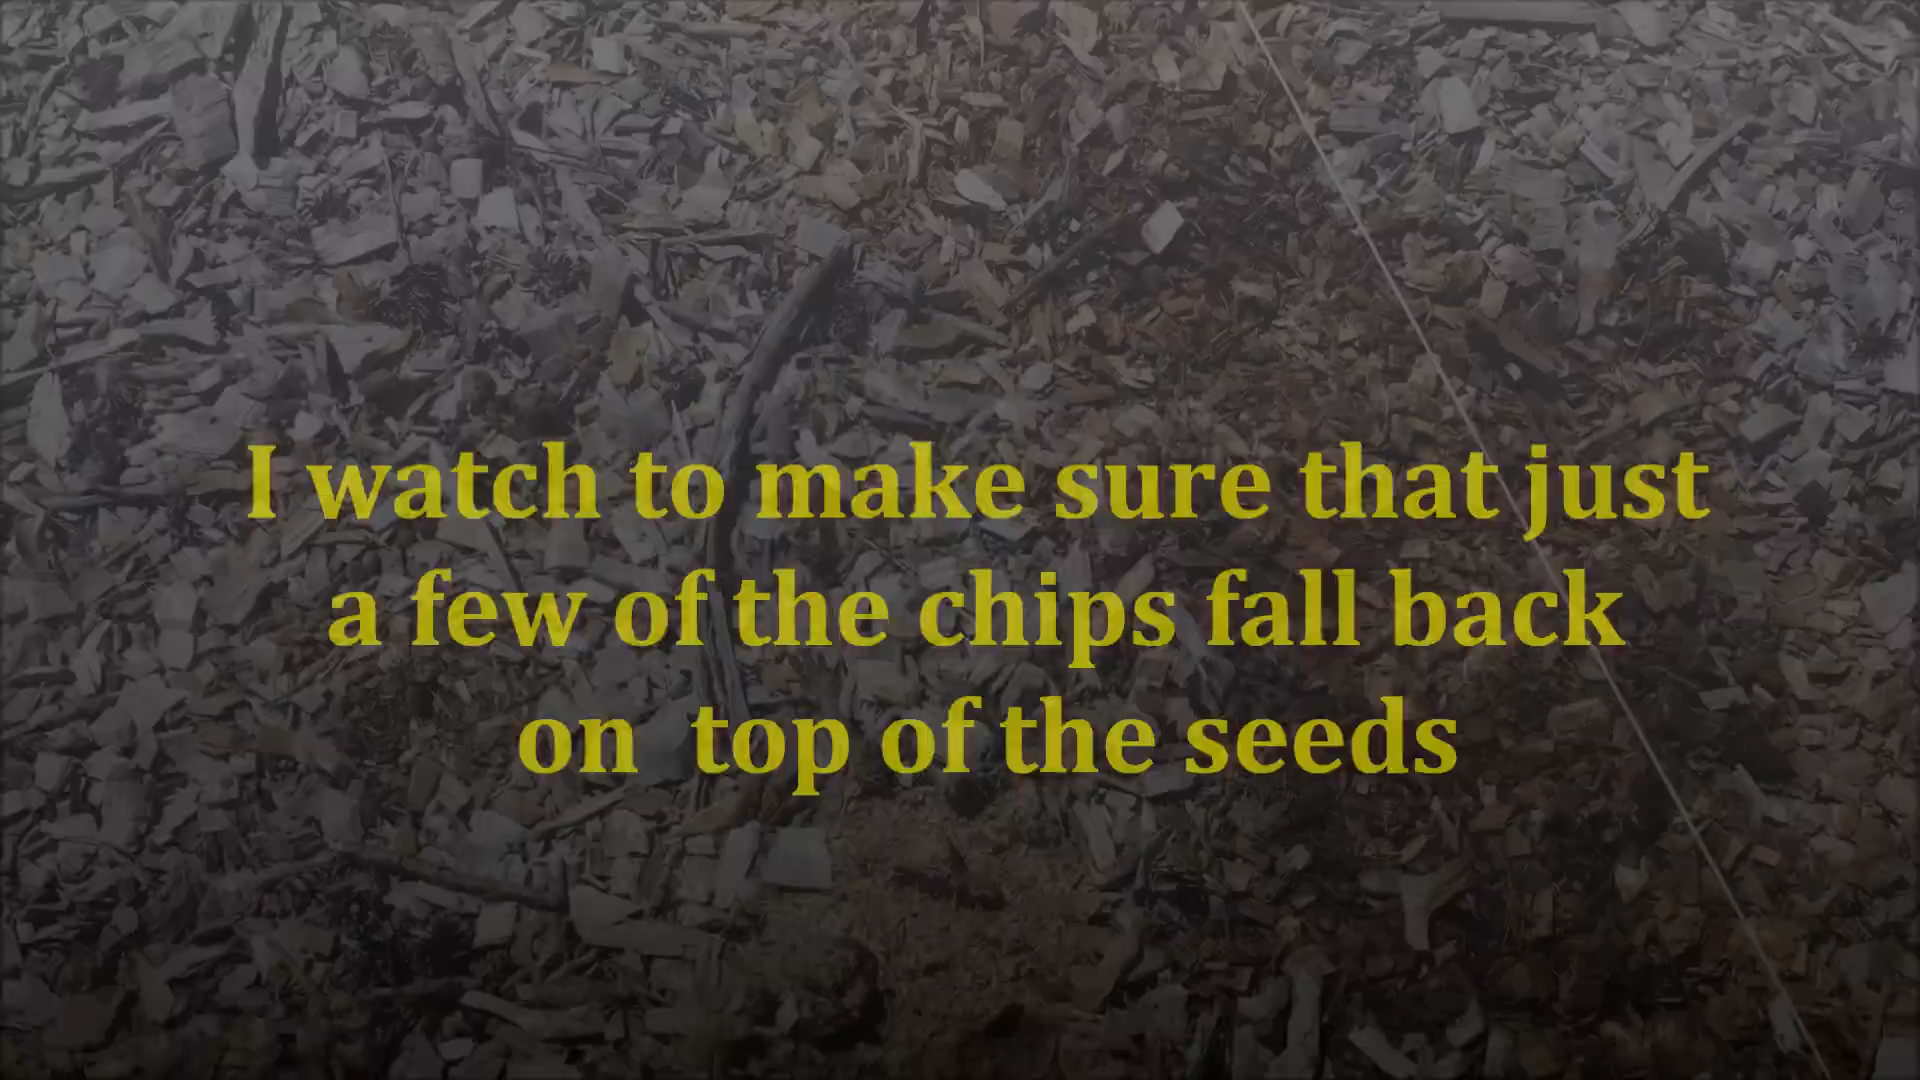 I watch to make sure that just
a few of the chips fall back
on  top of the seeds